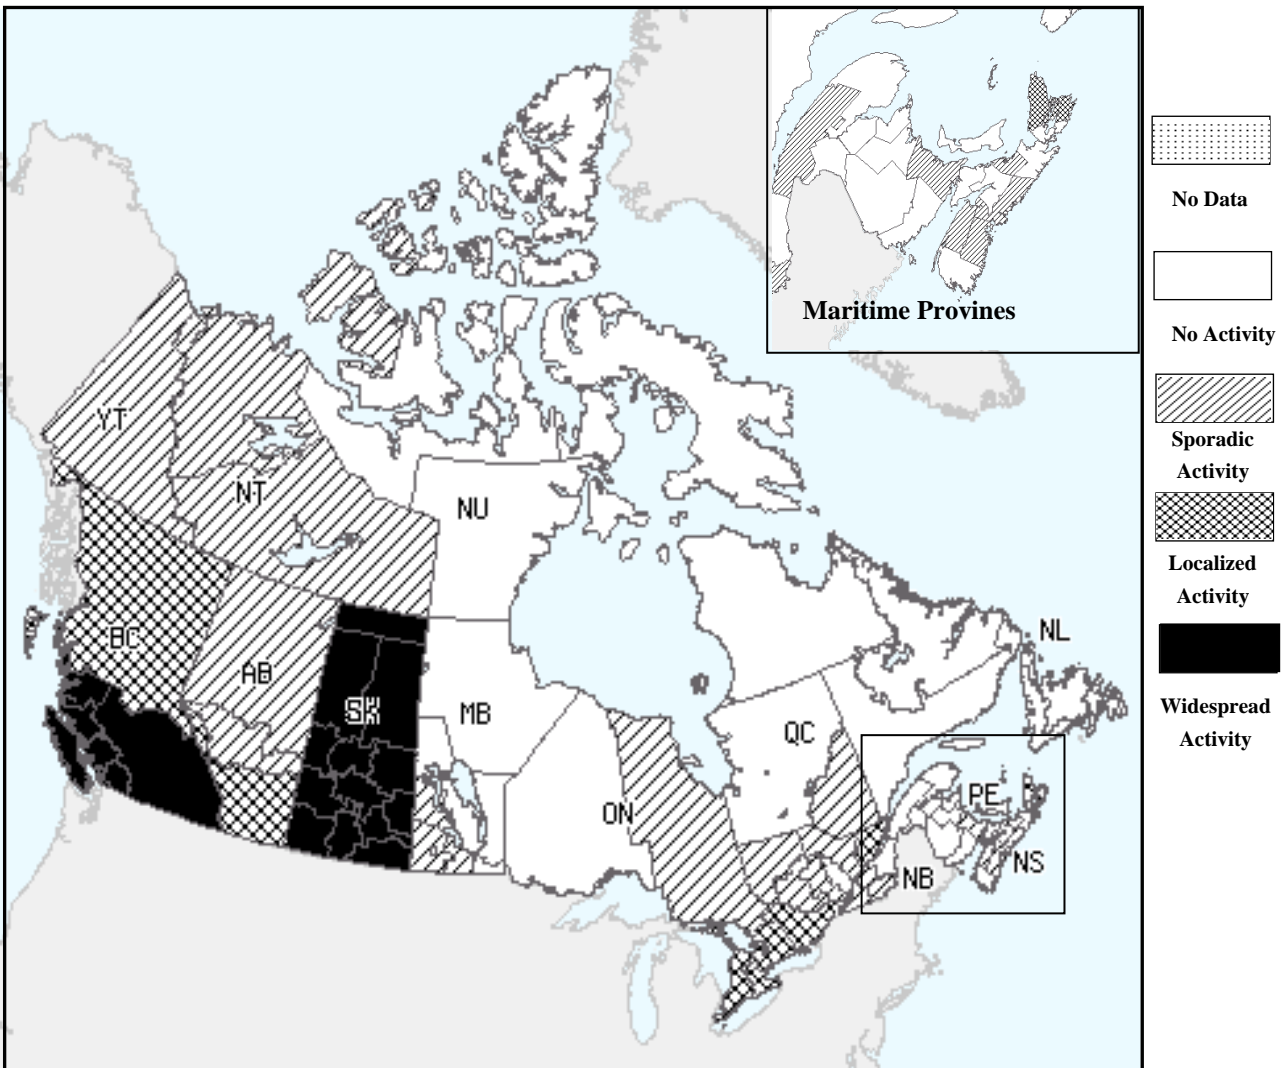 Maritime Provines
No Data
No Activity
Sporadic
Activity
Localized
Activity
Widespread
Activity
YT
NT
NU
BC
AB
SK
MB
ON
QC
NL
PE
NB
NS